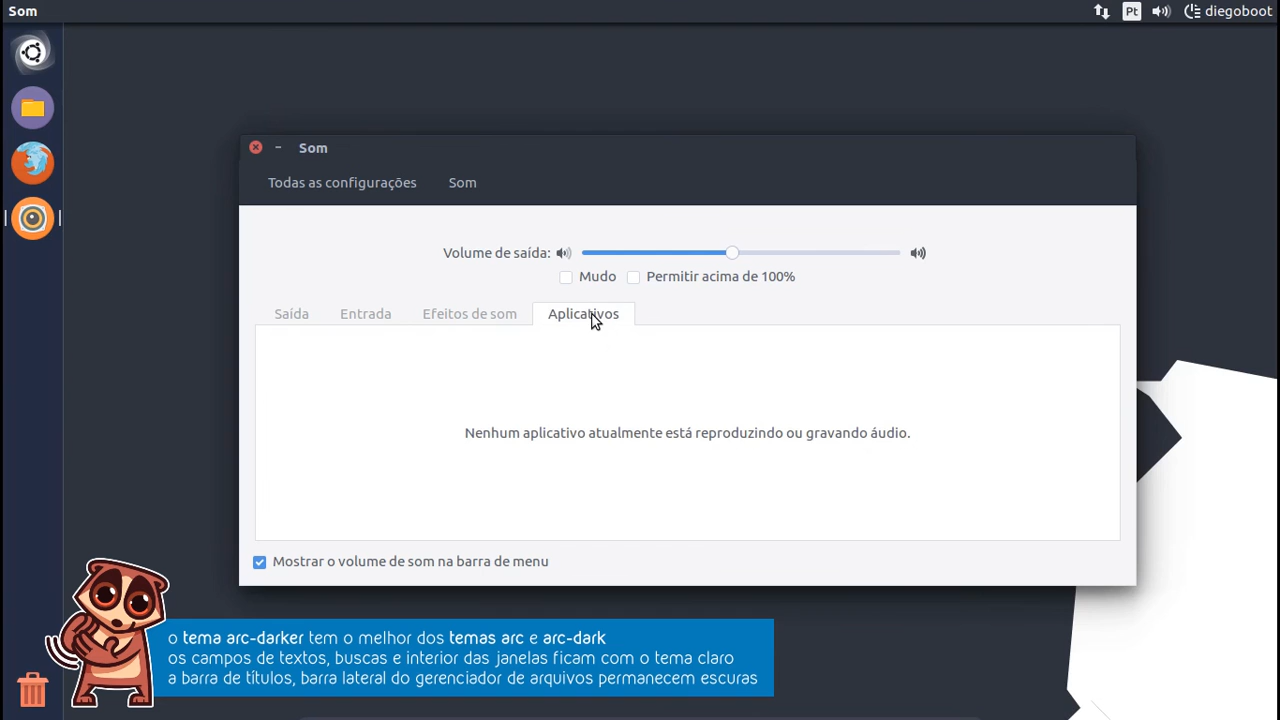 Som
Pt
diegoboot
Som
Todas as configurações
Som
Volume de saída:
Mudo
Permitir acima de 100%
Saída
Entrada
Efeitos de som
Aplicativos
Nenhum aplicativo atualmente está reproduzindo ou gravando áudio.
Mostrar o volume de som na barra de menu
o tema arc-darker tem o melhor dos temas arc e arc-dark
os campos de textos, buscas e interior das janelas ficam com o tema claro
a barra de títulos, barra lateral do gerenciador de arquivos permanecem escuras